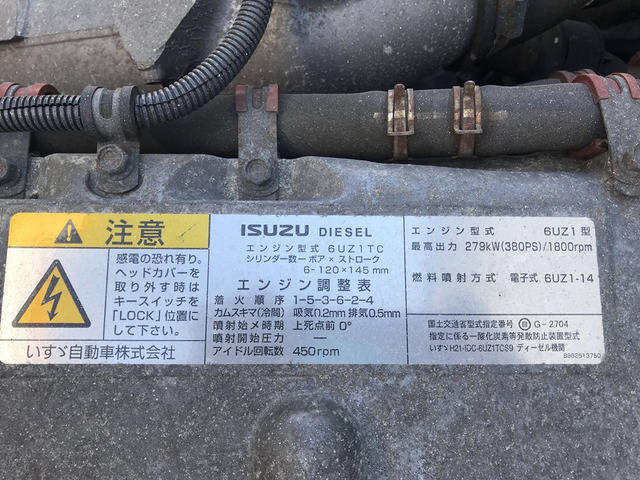 注意
感電の恐れ有り。
ヘッドカバーを
取り外す時は
キースイッチを
「LOCK」位置に
して下さい。
いすゞ自動車株式会社
ISUZU DIESEL
エンジン型式 6UZ1TC
シリンダー数ー ボア × ストローク
6-120×145mm
エンジン調整表
着火順序 1-5-3-6-2-4
カムスキマ(冷間) 吸気0.2mm 排気0.5mm
噴射始メ時期 上死点前 0°
噴射開始圧力 —
アイドル回転数 450rpm
エンジン型式 6UZ1型
最高出力 279kW(380PS)/1800rpm
燃料噴射方式 電子式 6UZ1-14
国土交通省型式指定番号 G-2704
指定に係る一酸化炭素等発散防止装置型式
いすゞH21-IDC-6UZ1TCS9 ディーゼル機関
8982513750